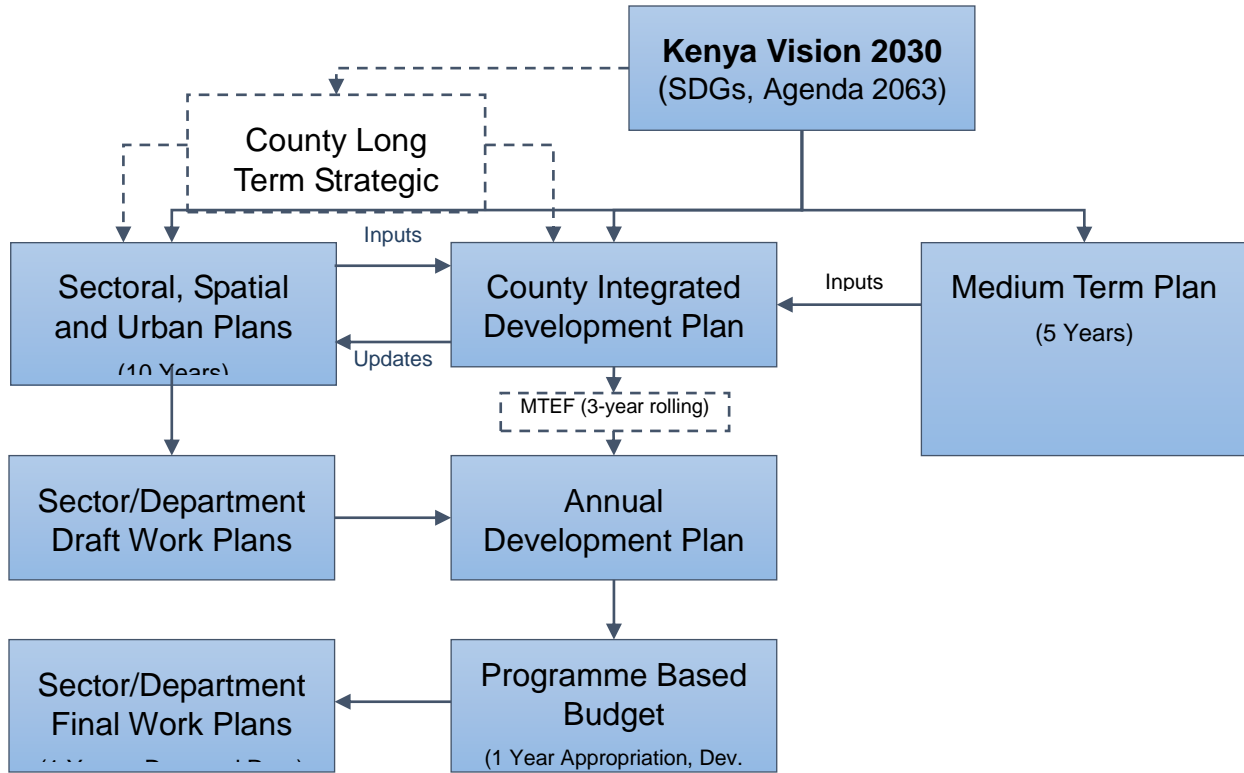 Kenya Vision 2030
(SDGs, Agenda 2063)
County Long
Term Strategic
Inputs
Sectoral, Spatial
and Urban Plans
(10 Years)
County Integrated
Development Plan
Inputs
Medium Term Plan
(5 Years)
Updates
MTEF (3-year rolling)
Sector/Department
Draft Work Plans
Annual
Development Plan
Sector/Department
Final Work Plans
Programme Based
Budget
(1 Year Appropriation, Dev.